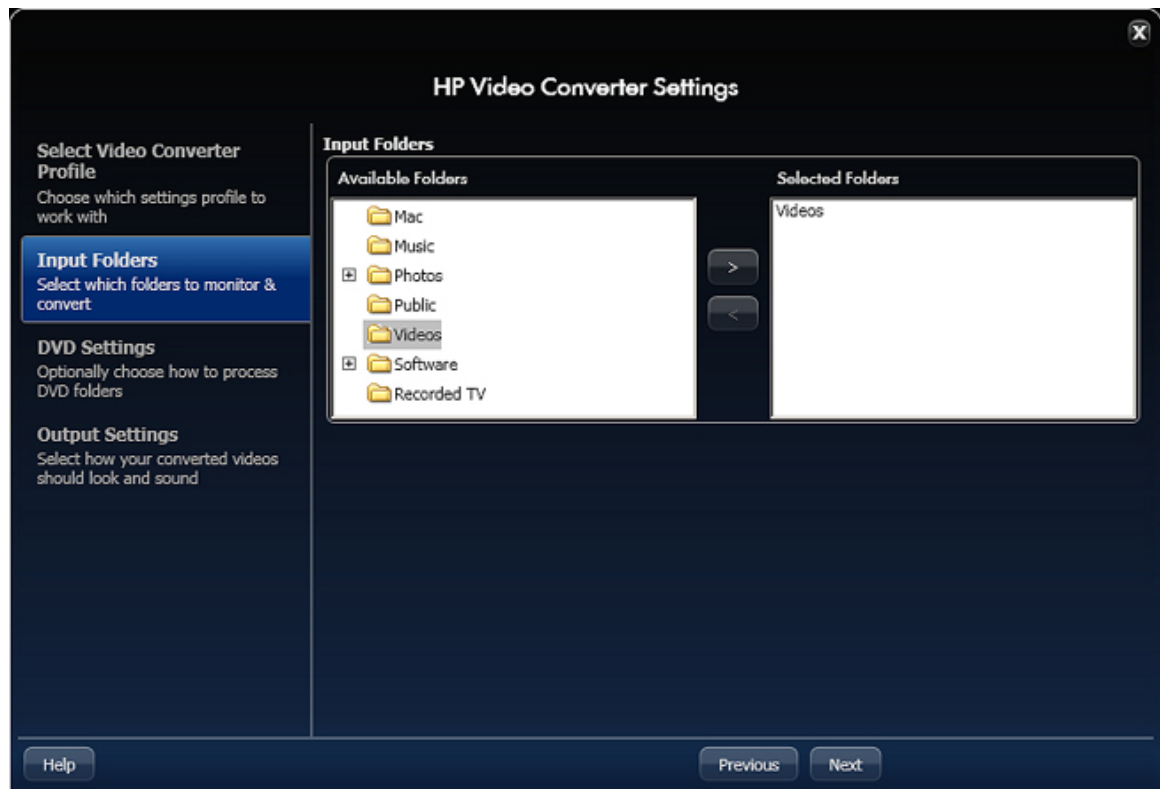 X
HP Video Converter Settings
Select Video Converter
Profile
Choose which settings profile to
work with
Input Folders
Select which folders to monitor &
convert
DVD Settings
Optionally choose how to process
DVD folders
Output Settings
Select how your converted videos
should look and sound
Input Folders
Available Folders
Mac
Music
Photos
Public
Videos
Software
Recorded TV
>
<
Selected Folders
Videos
Help
Previous
Next